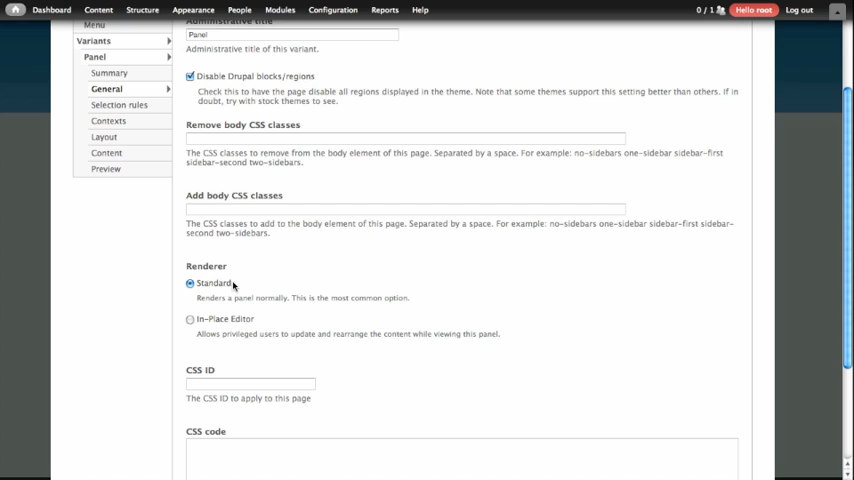 Dashboard Content Structure Appearance People Modules Configuration Reports Help 0 / 1 Hello root Log out
Menu
Variants
Panel
Summary
General
Selection rules
Contexts
Layout
Content
Preview
Administrative title
Panel
Administrative title of this variant.
Disable Drupal blocks/regions
Check this to have the page disable all regions displayed in the theme. Note that some themes support this setting better than others. If in
doubt, try with stock themes to see.
Remove body CSS classes
The CSS classes to remove from the body element of this page. Separated by a space. For example: no-sidebars one-sidebar sidebar-first
sidebar-second two-sidebars.
Add body CSS classes
The CSS classes to add to the body element of this page. Separated by a space. For example: no-sidebars one-sidebar sidebar-first sidebar-
second two-sidebars.
Renderer
Standard
Renders a panel normally. This is the most common option.
In-Place Editor
Allows privileged users to update and rearrange the content while viewing this panel.
CSS ID
The CSS ID to apply to this page
CSS code